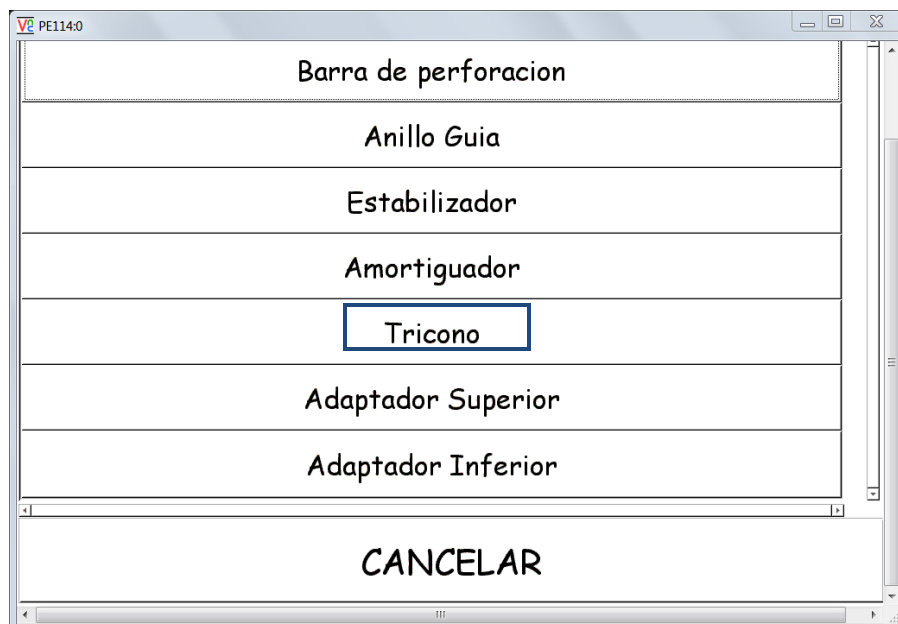 PE114:0
Barra de perforacion
Anillo Guia
Estabilizador
Amortiguador
Tricono
Adaptador Superior
Adaptador Inferior
CANCELAR